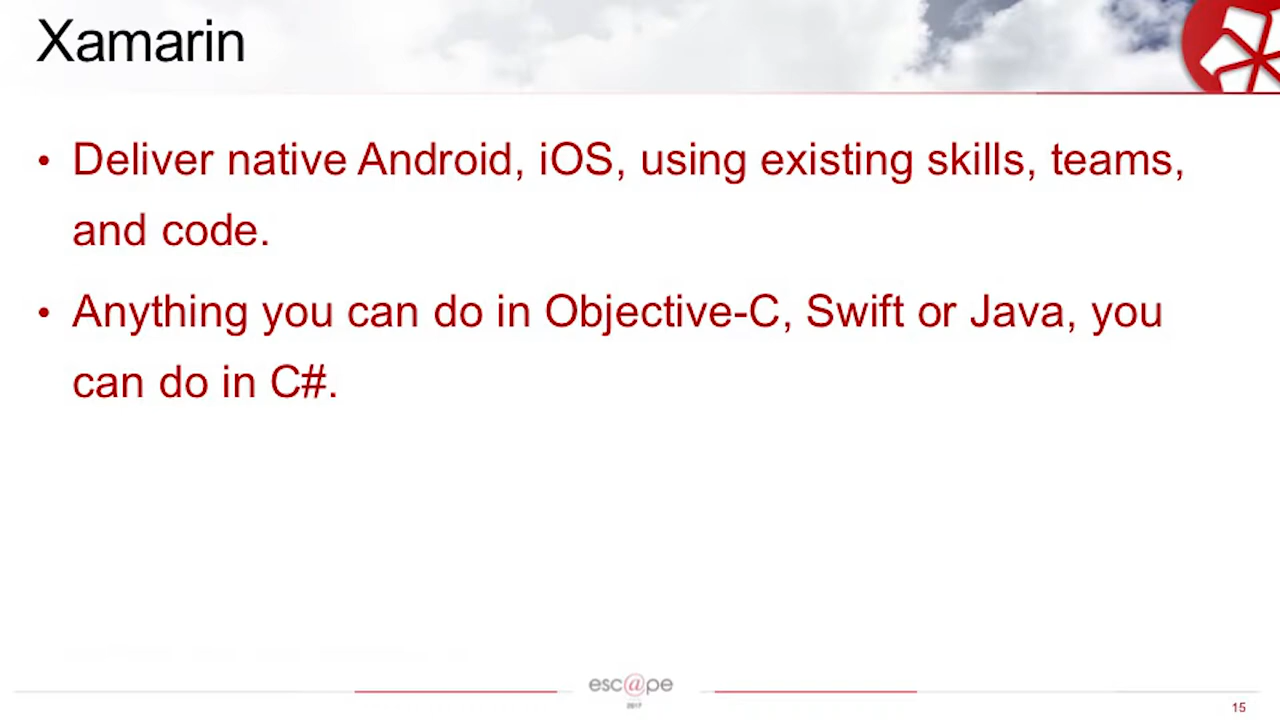 Xamarin
• Deliver native Android, iOS, using existing skills, teams,
and code.
• Anything you can do in Objective-C, Swift or Java, you
can do in C#.
esc@pe
2017
15